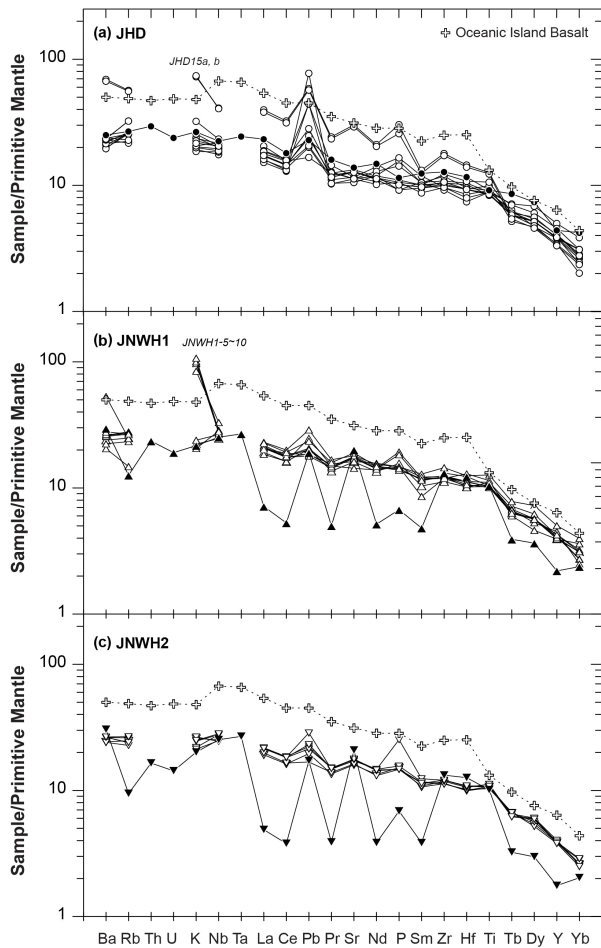 (a) JHD
Oceanic Island Basalt
JHD15a, b
100
10
1
Sample/Primitive Mantle
(b) JNWH1
JNWH1-5~10
100
10
1
Sample/Primitive Mantle
(c) JNWH2
100
10
1
Sample/Primitive Mantle
Ba Rb Th U K Nb Ta La Ce Pb Pr Sr Nd P Sm Zr Hf Ti Tb Dy Y Yb